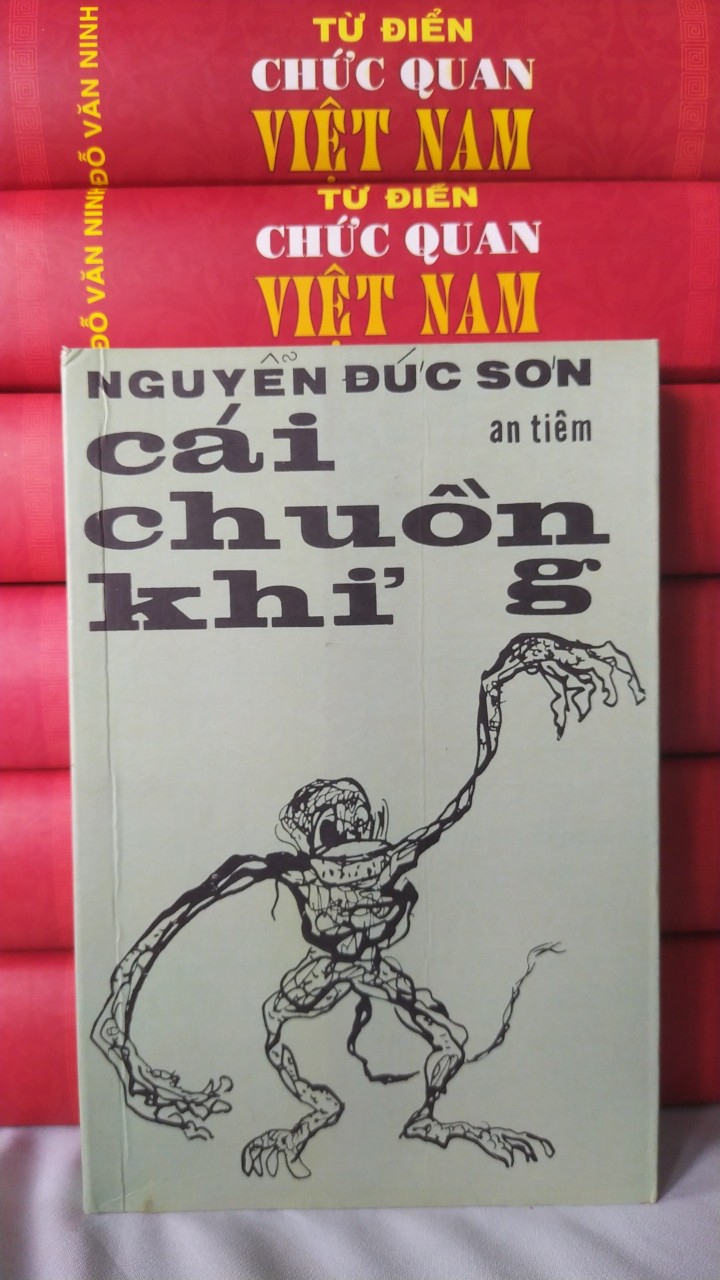 TỪ ĐIỂN
CHỨC QUAN
VIỆT NAM
ĐỖ VĂN NINH
TỪ ĐIỂN
CHỨC QUAN
VIỆT NAM
ĐỖ VĂN NINH
NGUYỄN ĐỨC SƠN
an tiêm
cái
chuồn
g
khỉ